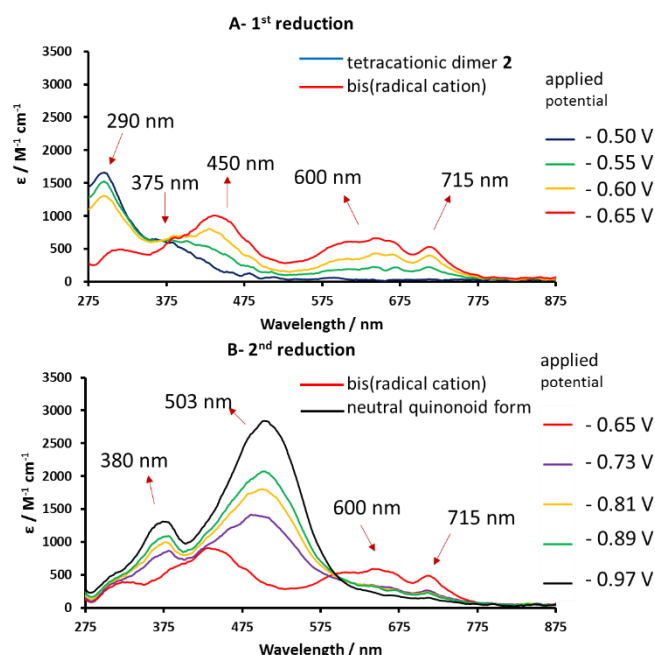 A- 1st reduction
3500
3000
2500
2000
1500
1000
500
0
ε / M-1 cm-1
275
375
475
575
675
775
875
Wavelength / nm
290 nm
375 nm
450 nm
600 nm
715 nm
tetracationic dimer 2
bis(radical cation)
applied
potential
- 0.50 V
- 0.55 V
- 0.60 V
- 0.65 V
B- 2nd reduction
3500
3000
2500
2000
1500
1000
500
0
ε / M-1 cm-1
275
375
475
575
675
775
875
Wavelength / nm
380 nm
503 nm
600 nm
715 nm
bis(radical cation)
neutral quinonoid form
applied
potential
- 0.65 V
- 0.73 V
- 0.81 V
- 0.89 V
- 0.97 V